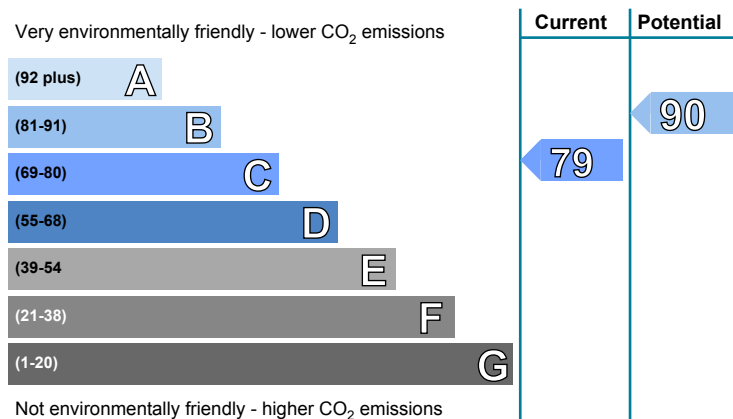 Very environmentally friendly - lower CO₂ emissions
Current
Potential
(92 plus) A
(81-91) B
(69-80) C
(55-68) D
(39-54 E
(21-38) F
(1-20) G
79
90
Not environmentally friendly - higher CO₂ emissions